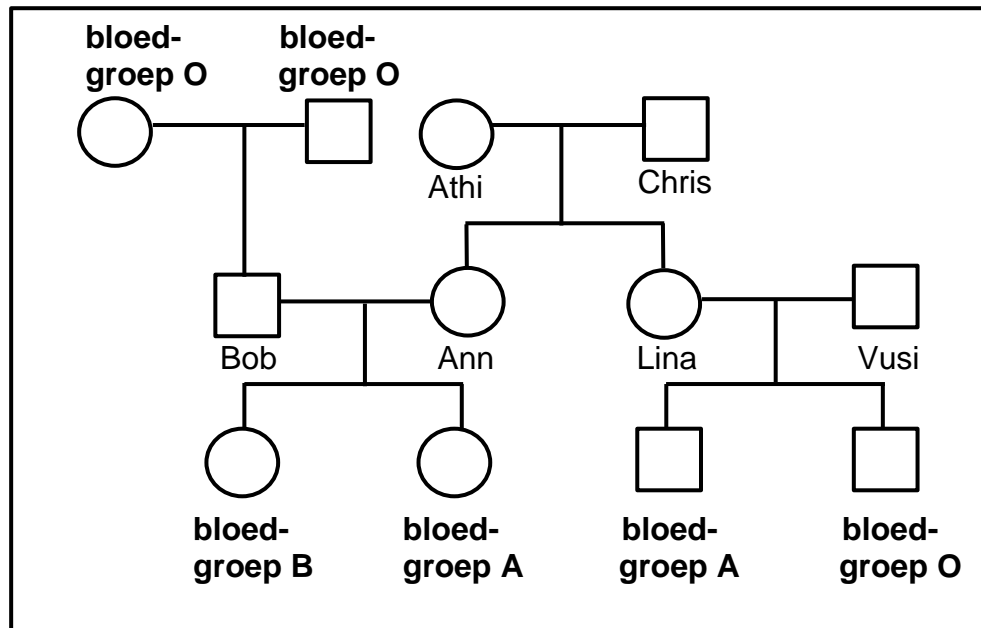 bloed-
groep O
bloed-
groep O
Athi
Chris
Bob
Ann
Lina
Vusi
bloed-
groep B
bloed-
groep A
bloed-
groep A
bloed-
groep O